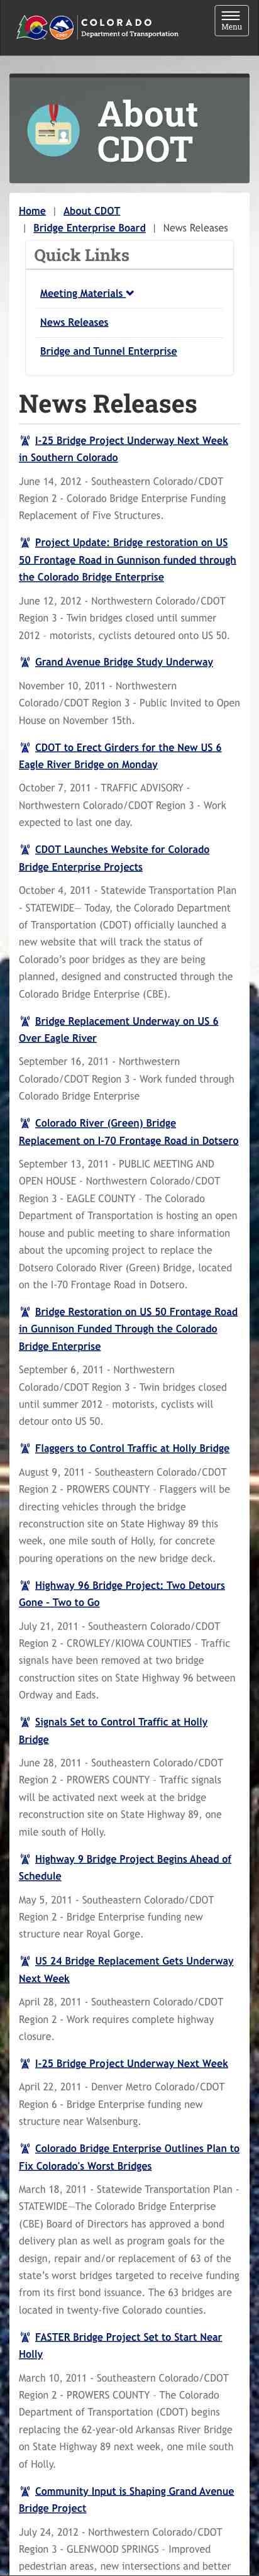 COLORADO
Department of Transportation
Menu
About
CDOT
Home | About CDOT
| Bridge Enterprise Board | News Releases
Quick Links
Meeting Materials
News Releases
Bridge and Tunnel Enterprise
News Releases
I-25 Bridge Project Underway Next Week
in Southern Colorado
June 14, 2012 - Southeastern Colorado/CDOT
Region 2 - Colorado Bridge Enterprise Funding
Replacement of Five Structures.
Project Update: Bridge restoration on US
50 Frontage Road in Gunnison funded through
the Colorado Bridge Enterprise
June 12, 2012 - Northwestern Colorado/CDOT
Region 3 - Twin bridges closed until summer
2012 – motorists, cyclists detoured onto US 50.
Grand Avenue Bridge Study Underway
November 10, 2011 - Northwestern
Colorado/CDOT Region 3 - Public Invited to Open
House on November 15th.
CDOT to Erect Girders for the New US 6
Eagle River Bridge on Monday
October 7, 2011 - TRAFFIC ADVISORY -
Northwestern Colorado/CDOT Region 3 - Work
expected to last one day.
CDOT Launches Website for Colorado
Bridge Enterprise Projects
October 4, 2011 - Statewide Transportation Plan
- STATEWIDE— Today, the Colorado Department
of Transportation (CDOT) officially launched a
new website that will track the status of
Colorado's poor bridges as they are being
planned, designed and constructed through the
Colorado Bridge Enterprise (CBE).
Bridge Replacement Underway on US 6
Over Eagle River
September 16, 2011 - Northwestern
Colorado/CDOT Region 3 - Work funded through
Colorado Bridge Enterprise
Colorado River (Green) Bridge
Replacement on I-70 Frontage Road in Dotsero
September 13, 2011 - PUBLIC MEETING AND
OPEN HOUSE - Northwestern Colorado/CDOT
Region 3 - EAGLE COUNTY – The Colorado
Department of Transportation is hosting an open
house and public meeting to share information
about the upcoming project to replace the
Dotsero Colorado River (Green) Bridge, located
on the I-70 Frontage Road in Dotsero.
Bridge Restoration on US 50 Frontage Road
in Gunnison Funded Through the Colorado
Bridge Enterprise
September 6, 2011 - Northwestern
Colorado/CDOT Region 3 - Twin bridges closed
until summer 2012 – motorists, cyclists will
detour onto US 50.
Flaggers to Control Traffic at Holly Bridge
August 9, 2011 - Southeastern Colorado/CDOT
Region 2 - PROWERS COUNTY – Flaggers will be
directing vehicles through the bridge
reconstruction site on State Highway 89 this
week, one mile south of Holly, for concrete
pouring operations on the new bridge deck.
Highway 96 Bridge Project: Two Detours
Gone – Two to Go
July 21, 2011 - Southeastern Colorado/CDOT
Region 2 - CROWLEY/KIOWA COUNTIES – Traffic
signals have been removed at two bridge
construction sites on State Highway 96 between
Ordway and Eads.
Signals Set to Control Traffic at Holly
Bridge
June 28, 2011 - Southeastern Colorado/CDOT
Region 2 - PROWERS COUNTY – Traffic signals
will be activated next week at the bridge
reconstruction site on State Highway 89, one
mile south of Holly.
Highway 9 Bridge Project Begins Ahead of
Schedule
May 5, 2011 - Southeastern Colorado/CDOT
Region 2 - Bridge Enterprise funding new
structure near Royal Gorge.
US 24 Bridge Replacement Gets Underway
Next Week
April 28, 2011 - Southeastern Colorado/CDOT
Region 2 - Work requires complete highway
closure.
I-25 Bridge Project Underway Next Week
April 22, 2011 - Denver Metro Colorado/CDOT
Region 6 - Bridge Enterprise funding new
structure near Walsenburg.
Colorado Bridge Enterprise Outlines Plan to
Fix Colorado's Worst Bridges
March 18, 2011 - Statewide Transportation Plan -
STATEWIDE—The Colorado Bridge Enterprise
(CBE) Board of Directors has approved a bond
delivery plan as well as program goals for the
design, repair and/or replacement of 63 of the
state's worst bridges targeted to receive funding
from its first bond issuance. The 63 bridges are
located in twenty-five Colorado counties.
FASTER Bridge Project Set to Start Near
Holly
March 10, 2011 - Southeastern Colorado/CDOT
Region 2 - PROWERS COUNTY – The Colorado
Department of Transportation (CDOT) begins
replacing the 62-year-old Arkansas River Bridge
on State Highway 89 next week, one mile south
of Holly.
Community Input is Shaping Grand Avenue
Bridge Project
July 24, 2012 - Northwestern Colorado/CDOT
Region 3 - GLENWOOD SPRINGS – Improved
pedestrian areas, new intersections and better